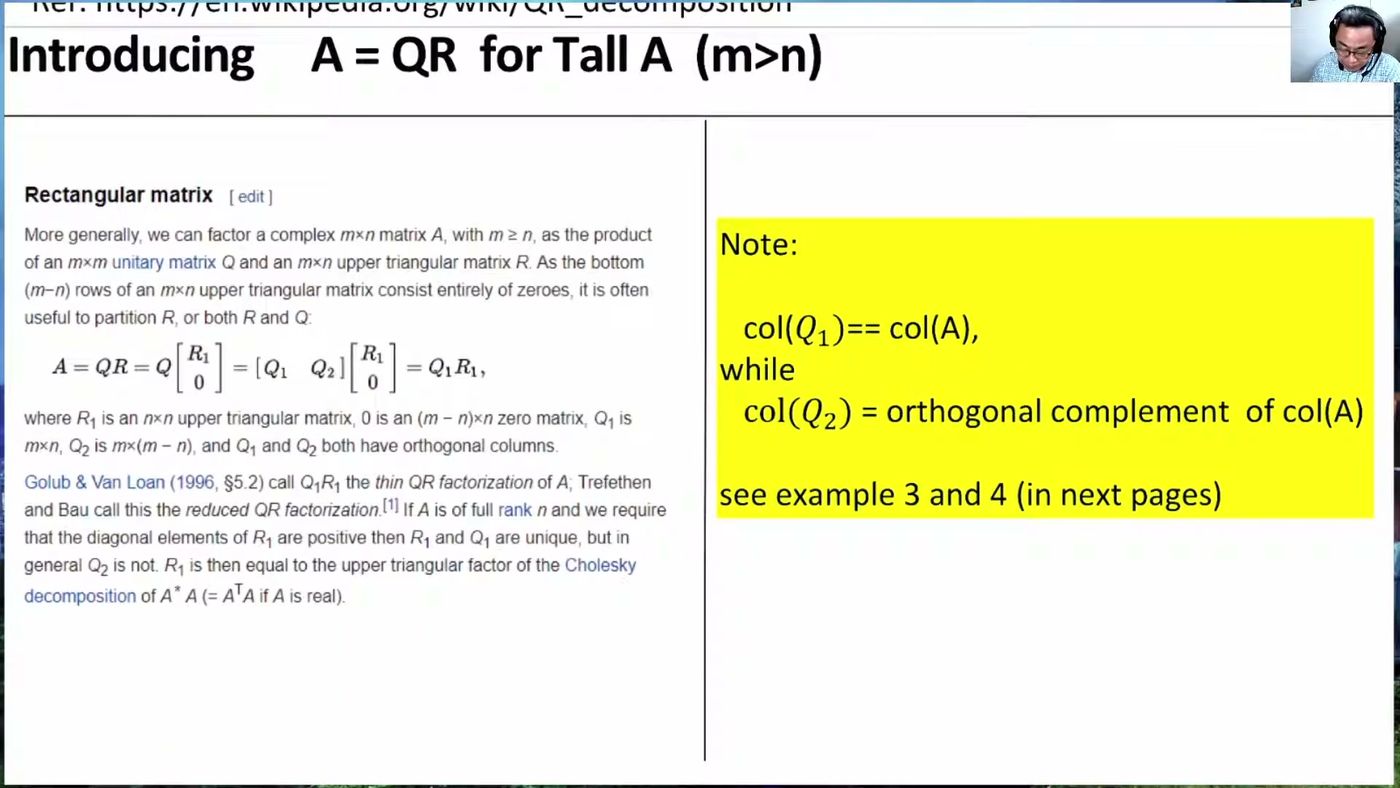 Ref: https://en.wikipedia.org/wiki/QR_decomposition
Introducing A = QR for Tall A (m>n)
Rectangular matrix [ edit ]
More generally, we can factor a complex m×n matrix A, with m ≥ n, as the product
of an m×m unitary matrix Q and an m×n upper triangular matrix R. As the bottom
(m−n) rows of an m×n upper triangular matrix consist entirely of zeroes, it is often
useful to partition R, or both R and Q:
A = QR = Q [R₁ 0] = [Q₁ Q₂] [R₁ 0] = Q₁R₁,
where R₁ is an n×n upper triangular matrix, 0 is an (m − n)×n zero matrix, Q₁ is
m×n, Q₂ is m×(m − n), and Q₁ and Q₂ both have orthogonal columns.
Golub & Van Loan (1996, §5.2) call Q₁R₁ the thin QR factorization of A; Trefethen
and Bau call this the reduced QR factorization.[1] If A is of full rank n and we require
that the diagonal elements of R₁ are positive then R₁ and Q₁ are unique, but in
general Q₂ is not. R₁ is then equal to the upper triangular factor of the Cholesky
decomposition of A* A (= AᵀA if A is real).
Note:
col(Q₁)== col(A),
while
col(Q₂) = orthogonal complement of col(A)
see example 3 and 4 (in next pages)